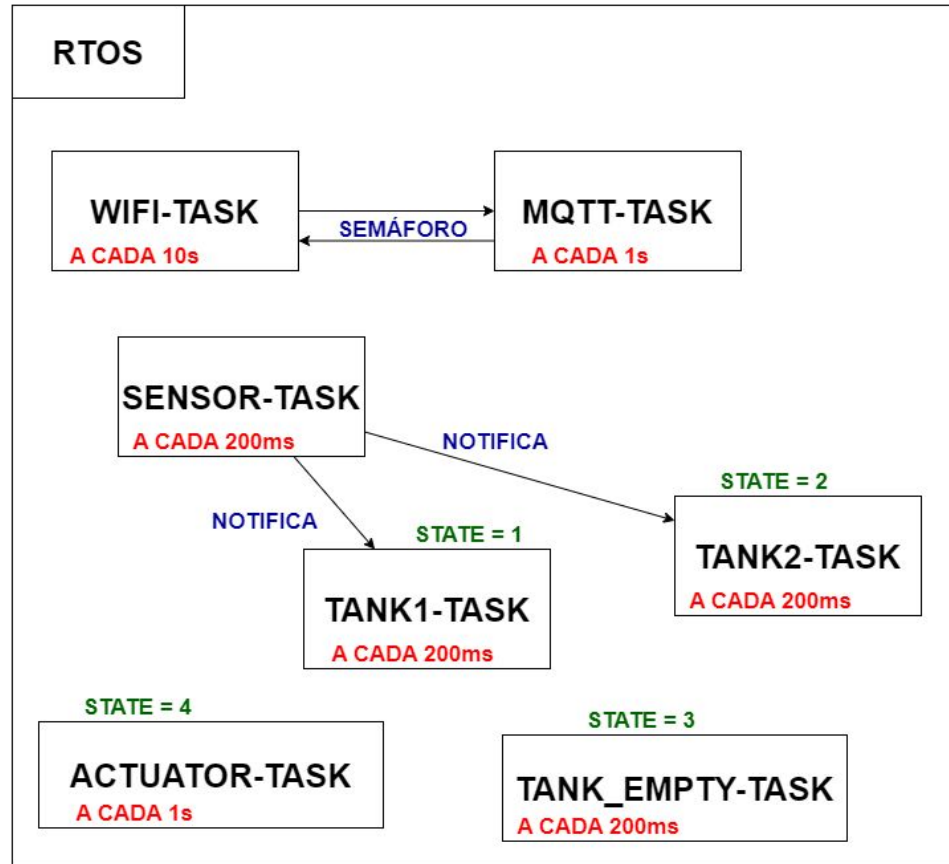 RTOS
WIFI-TASK
A CADA 10s
SEMÁFORO
MQTT-TASK
A CADA 1s
SENSOR-TASK
A CADA 200ms
NOTIFICA
NOTIFICA
STATE = 2
TANK2-TASK
A CADA 200ms
STATE = 1
TANK1-TASK
A CADA 200ms
STATE = 4
ACTUATOR-TASK
A CADA 1s
STATE = 3
TANK_EMPTY-TASK
A CADA 200ms